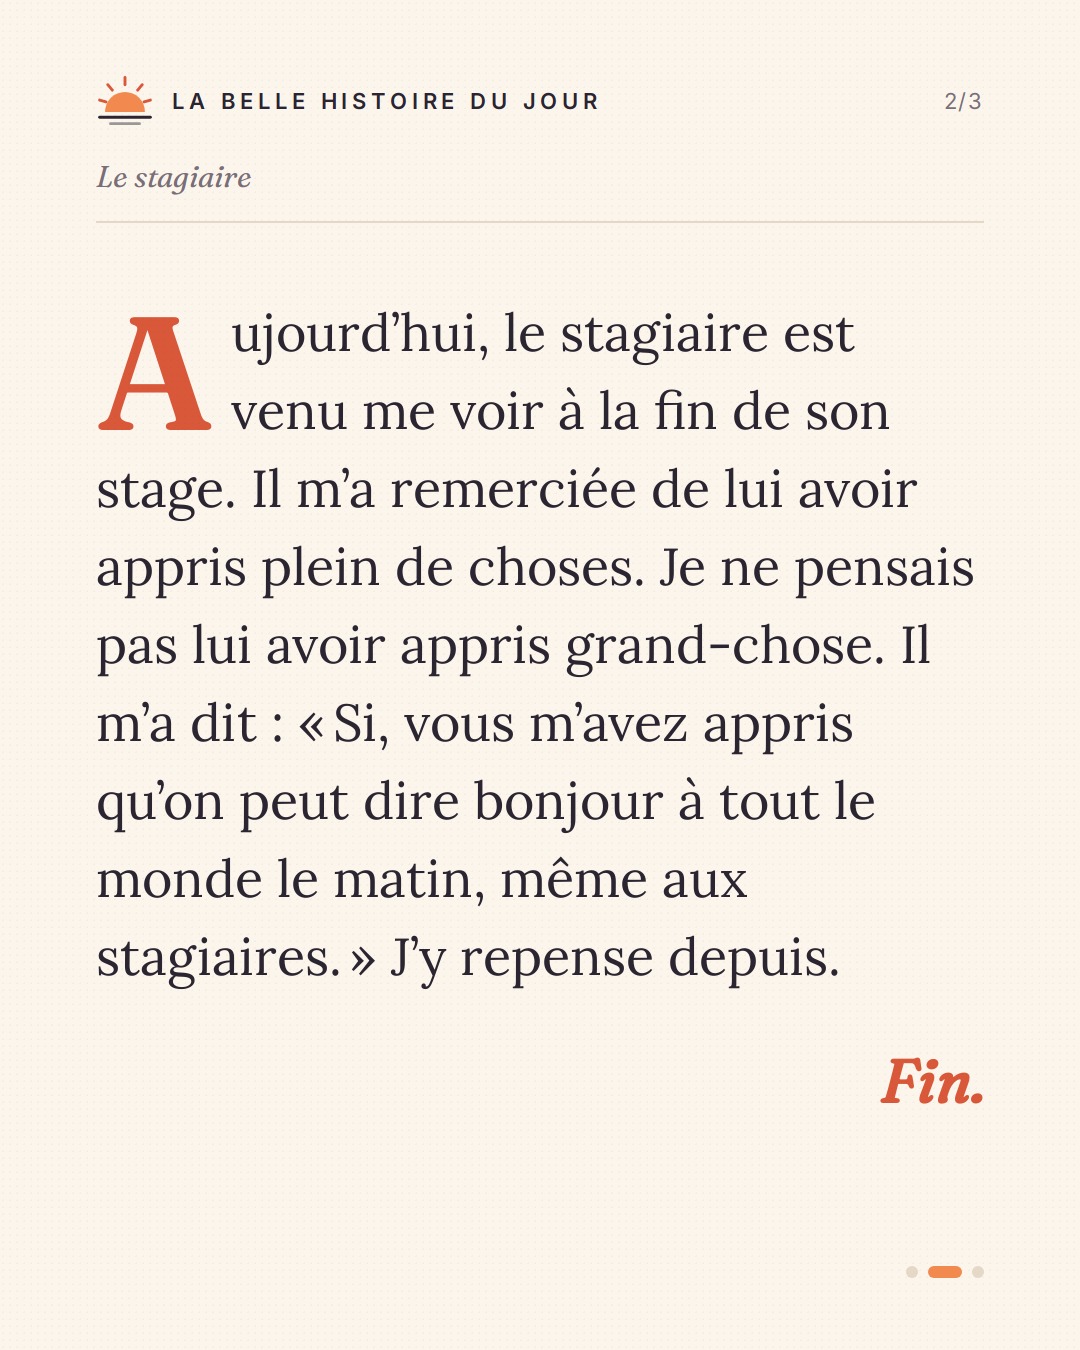 LA BELLE HISTOIRE DU JOUR
2/3
Le stagiaire
Aujourd’hui, le stagiaire est
venu me voir à la fin de son
stage. Il m’a remerciée de lui avoir
appris plein de choses. Je ne pensais
pas lui avoir appris grand-chose. Il
m’a dit : « Si, vous m’avez appris
qu’on peut dire bonjour à tout le
monde le matin, même aux
stagiaires. » J’y repense depuis.
Fin.